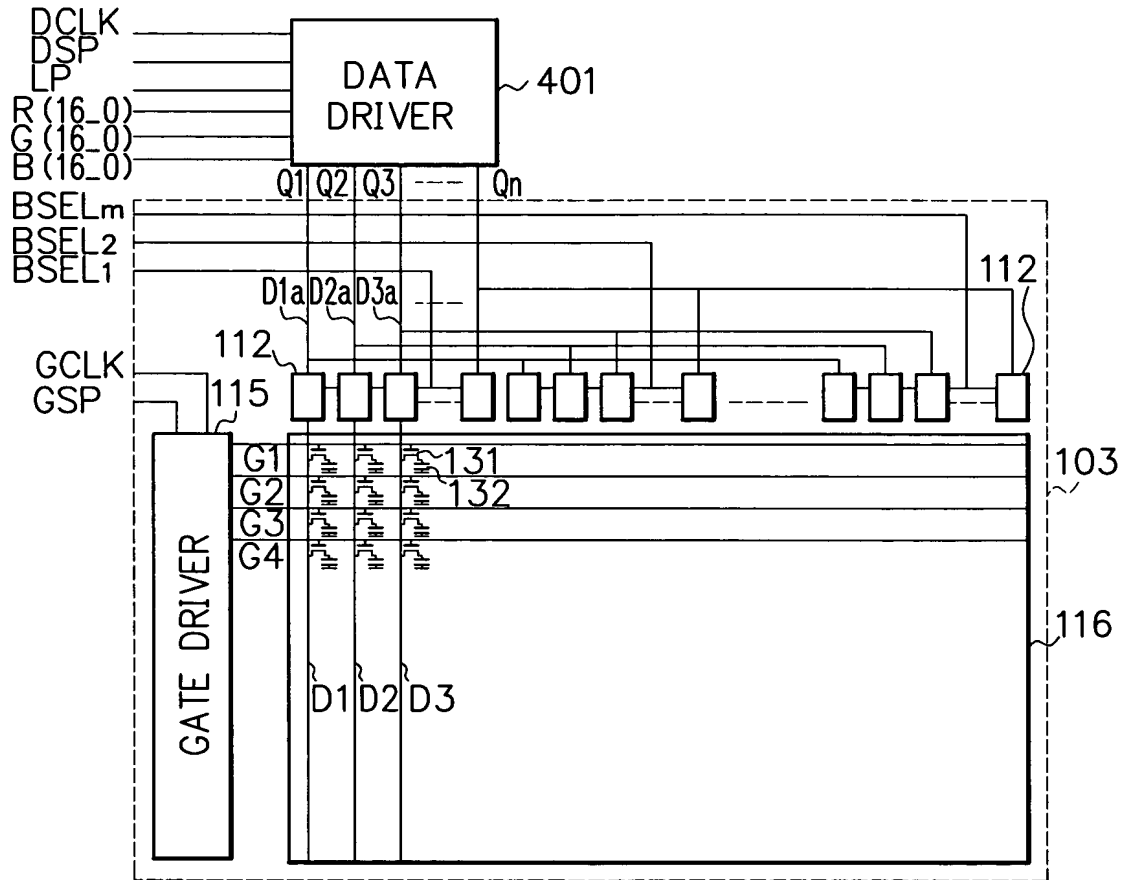 DCLK
DSP
LP
R(16_0)
G(16_0)
B(16_0)
DATA
DRIVER
401
Q1 Q2 Q3 Qn
BSELm
BSEL2
BSEL1
D1a D2a D3a
112
112
GCLK
GSP
115
G1
G2
G3
G4
131
132
103
GATE DRIVER
116
D1 D2 D3